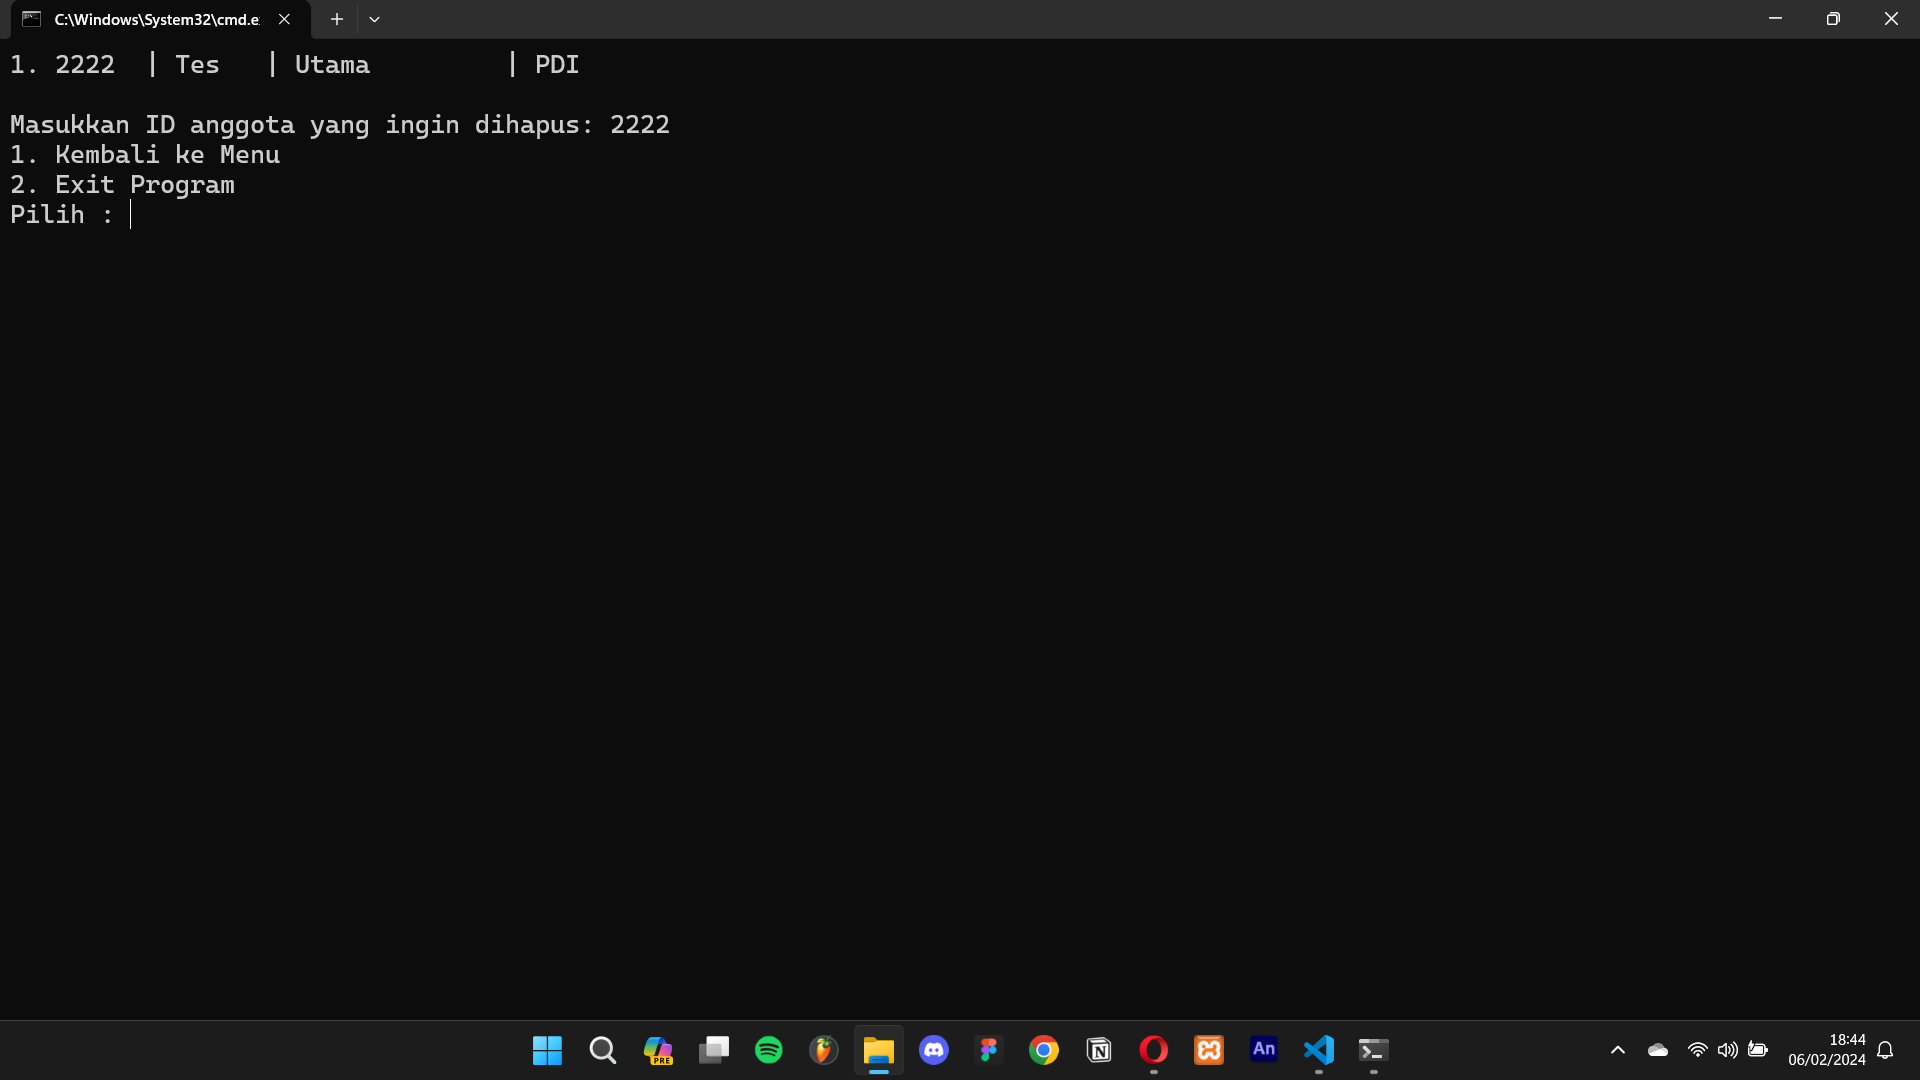 C:\Windows\System32\cmd.e
1. 2222 | Tes | Utama | PDI
Masukkan ID anggota yang ingin dihapus: 2222
1. Kembali ke Menu
2. Exit Program
Pilih :
PRE
An
18:44
06/02/2024